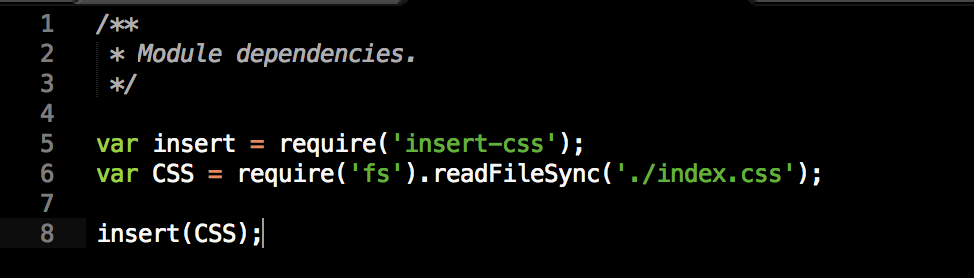 1 /**
2 * Module dependencies.
3 */
4
5 var insert = require('insert-css');
6 var CSS = require('fs').readFileSync('./index.css');
7
8 insert(CSS);